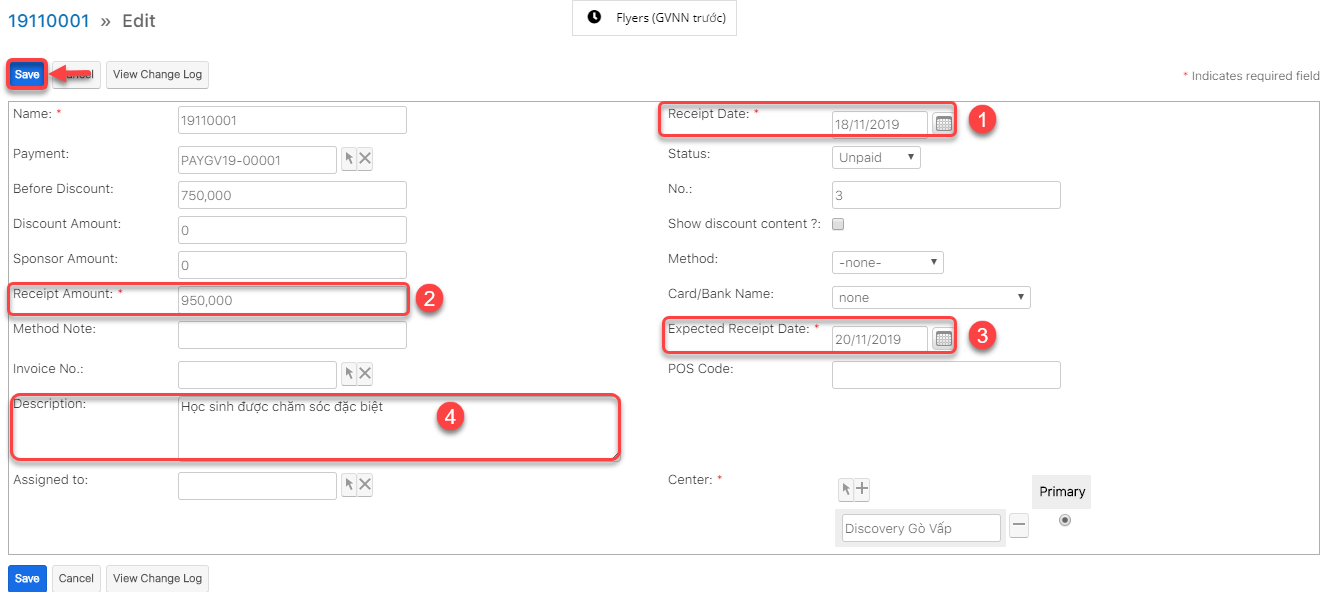 19110001 » Edit
Flyers (GVNN trước)
Save
View Change Log
* Indicates required field
Name: *
19110001
Receipt Date: *
18/11/2019
1
Payment:
PAYGV19-00001
Status:
Unpaid
Before Discount:
750,000
No.:
3
Discount Amount:
0
Show discount content ?:
Sponsor Amount:
0
Method:
-none-
Receipt Amount: *
950,000
2
Card/Bank Name:
none
Method Note:
Expected Receipt Date: *
20/11/2019
3
Invoice No.:
POS Code:
Description:
Học sinh được chăm sóc đặc biệt
4
Assigned to:
Center: *
Primary
Discovery Gò Vấp
Save
Cancel
View Change Log